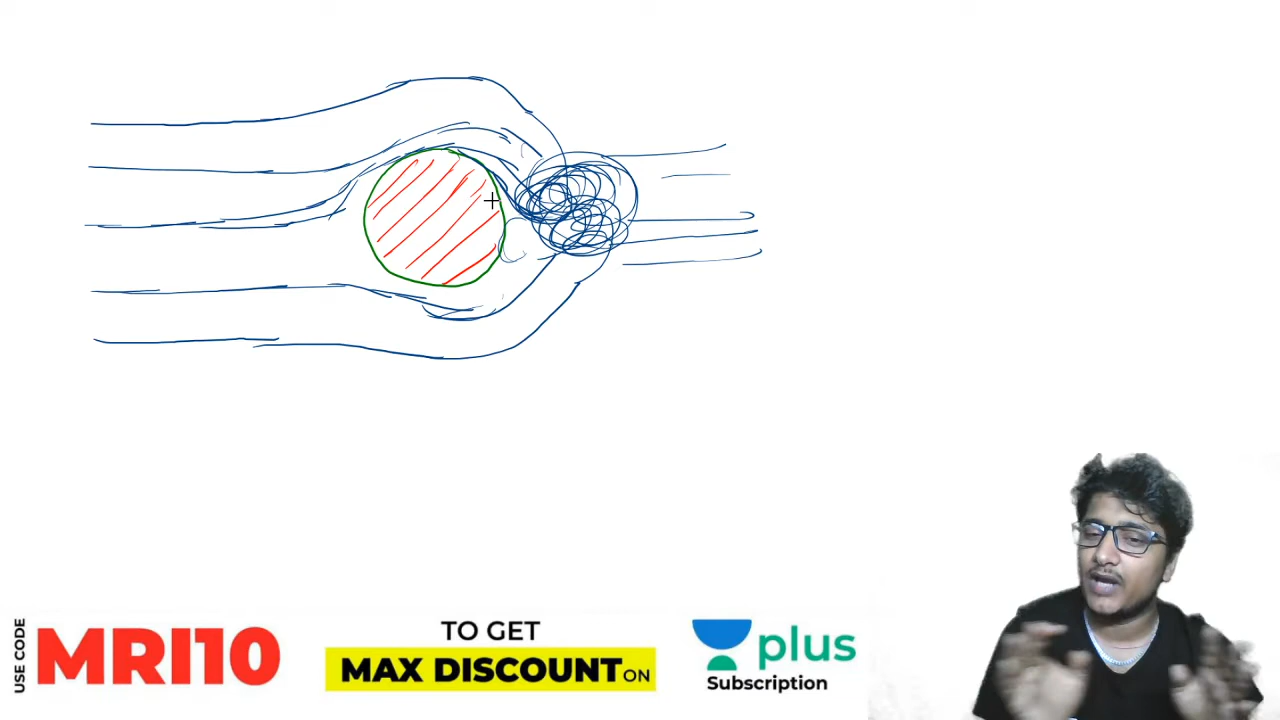 USE CODE
MRI10
TO GET
MAX DISCOUNT ON
plus
Subscription